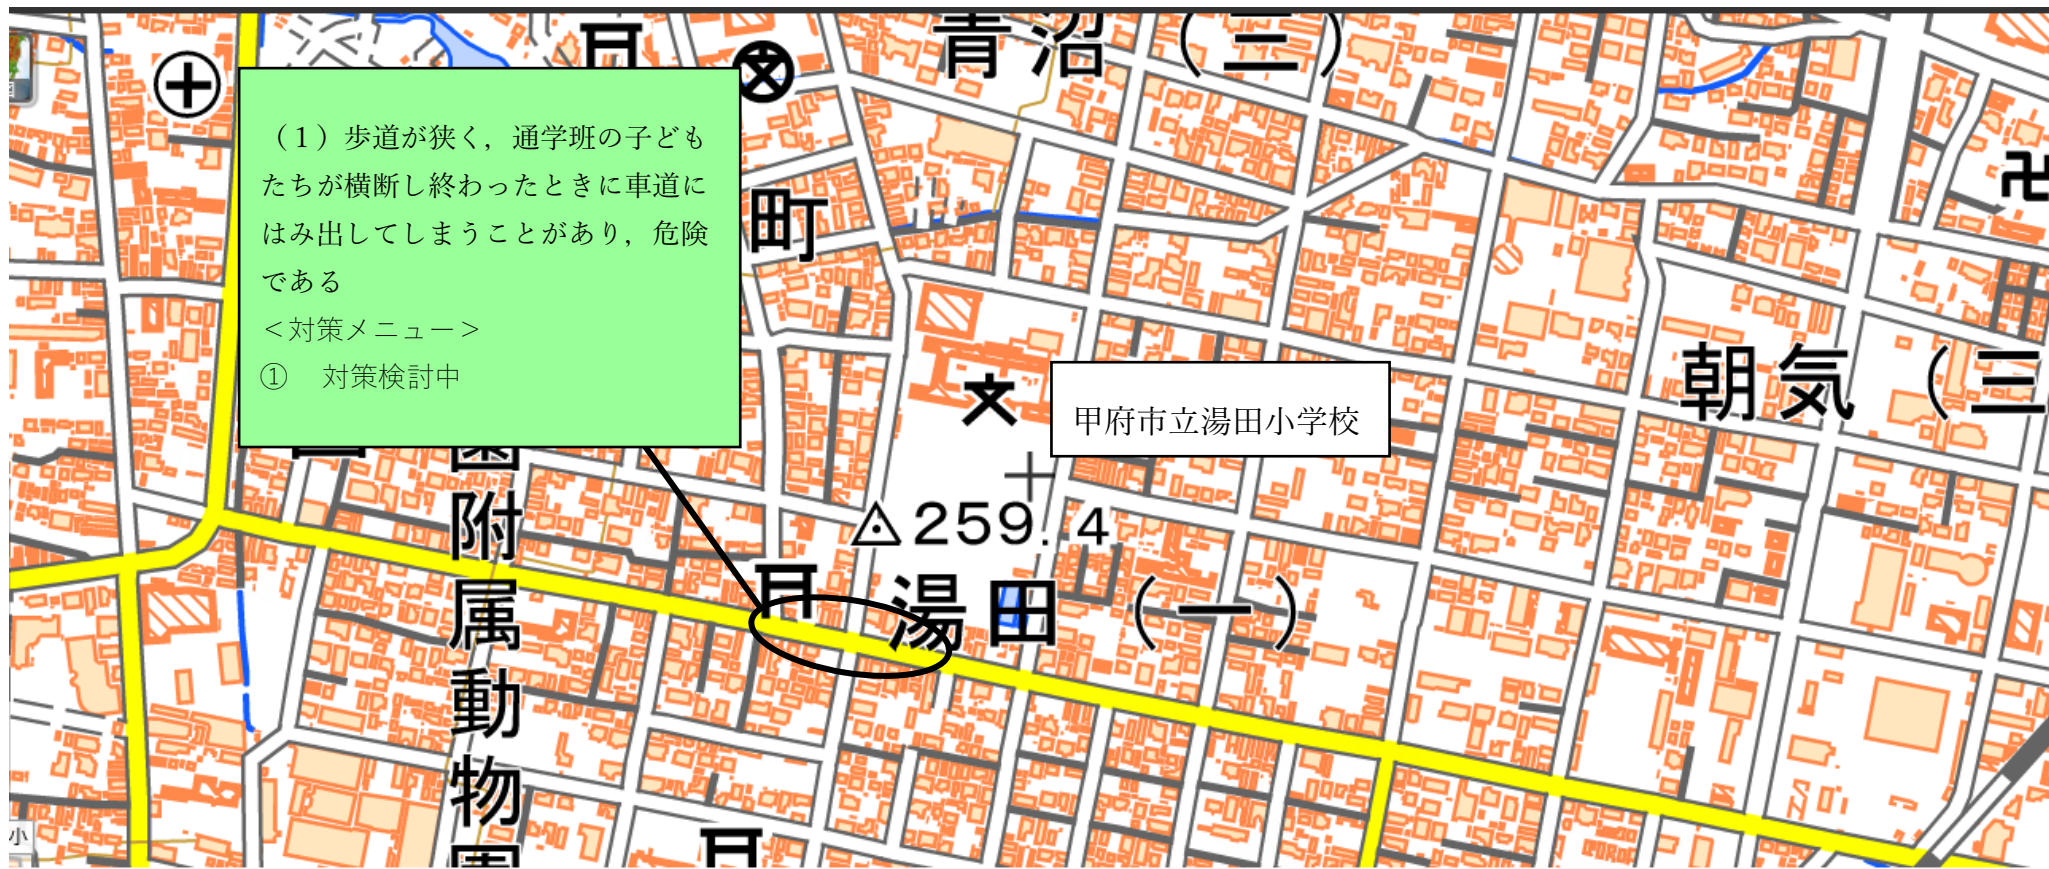 青沼（三）
（１）歩道が狭く，通学班の子ども
たちが横断し終わったときに車道に
はみ出してしまうことがあり，危険
である
＜対策メニュー＞
①　対策検討中
町
甲府市立湯田小学校
朝気（三
259.4
湯田（一）
附属動物園
小